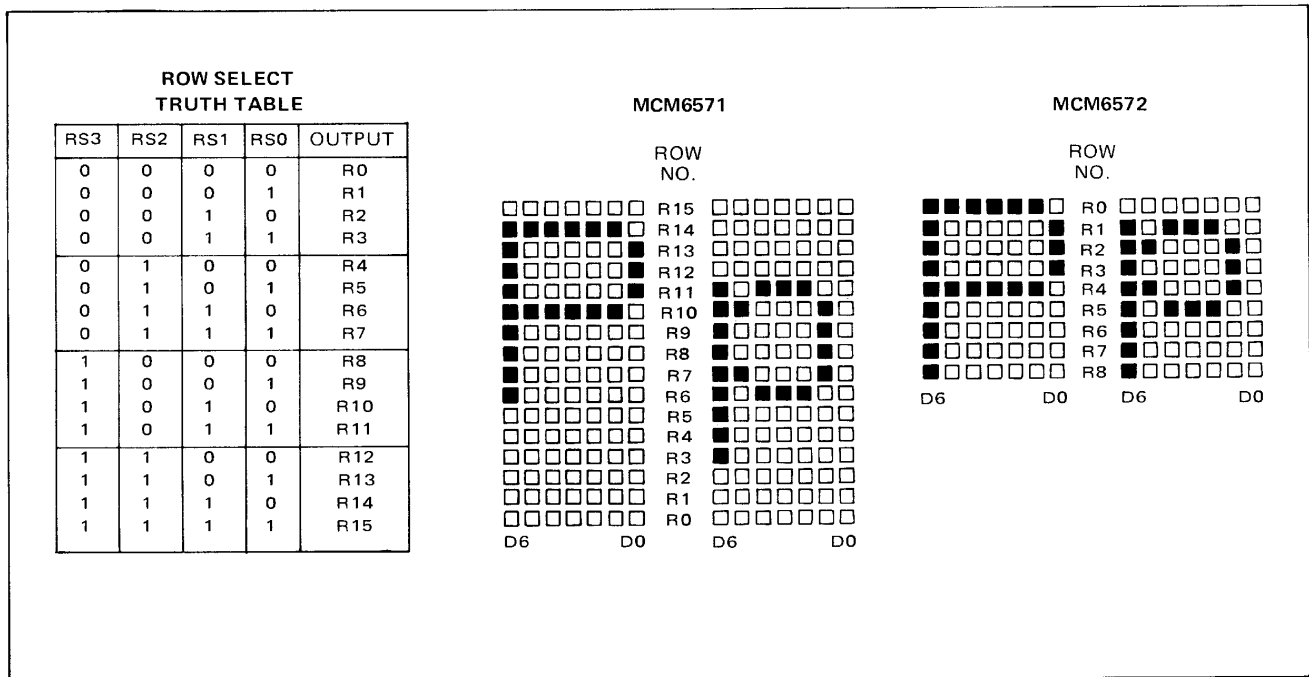 ROW SELECT
TRUTH TABLE
RS3 RS2 RS1 RS0 OUTPUT
0 0 0 0 R0
0 0 0 1 R1
0 0 1 0 R2
0 0 1 1 R3
0 1 0 0 R4
0 1 0 1 R5
0 1 1 0 R6
0 1 1 1 R7
1 0 0 0 R8
1 0 0 1 R9
1 0 1 0 R10
1 0 1 1 R11
1 1 0 0 R12
1 1 0 1 R13
1 1 1 0 R14
1 1 1 1 R15
MCM6571
ROW
NO.
R15
R14
R13
R12
R11
R10
R9
R8
R7
R6
R5
R4
R3
R2
R1
R0
D6 D0 D6 D0
MCM6572
ROW
NO.
R0
R1
R2
R3
R4
R5
R6
R7
R8
D6 D0 D6 D0